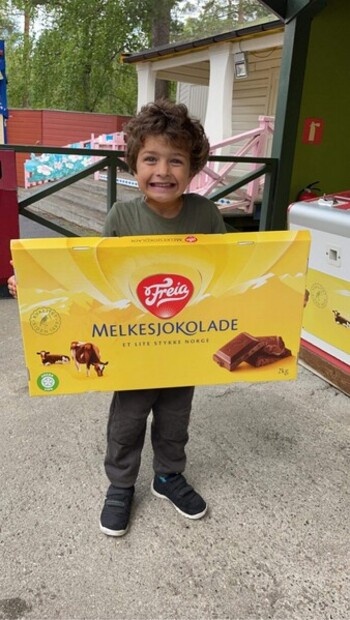 Freia
MELKESJOKOLADE
ET LITE STYKKE NORGE
2kg